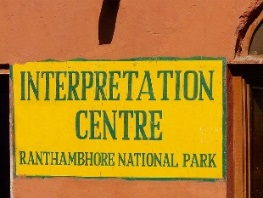 INTERPRETATION
CENTRE
RANTHAMBHORE NATIONAL PARK